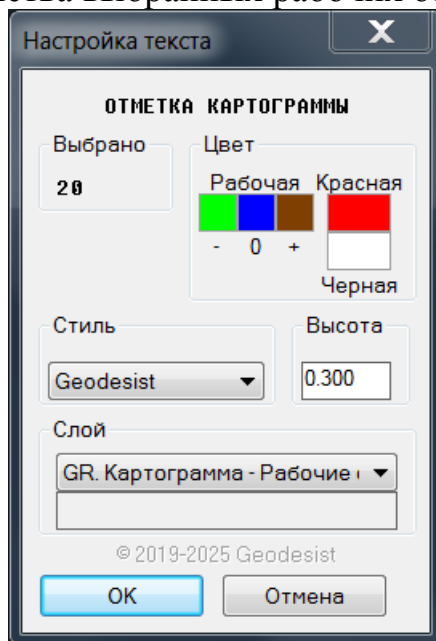 Настройка текста
X
ОТМЕТКА КАРТОГРАММЫ
Выбрано
20
Цвет
Рабочая Красная
- 0 +
Черная
Стиль
Geodesist
Высота
0.300
Слой
GR. Картограмма - Рабочие
© 2019-2025 Geodesist
OK
Отмена